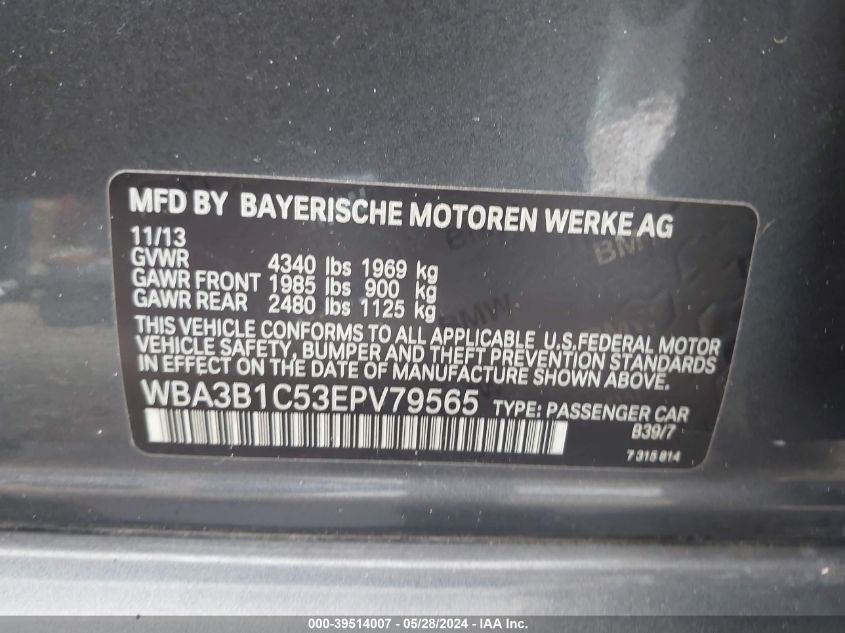 MFD BY BAYERISCHE MOTOREN WERKE AG
11/13
GVWR 4340 lbs 1969 kg
GAWR FRONT 1985 lbs 900 kg
GAWR REAR 2480 lbs 1125 kg
THIS VEHICLE CONFORMS TO ALL APPLICABLE U.S.FEDERAL MOTOR
VEHICLE SAFETY, BUMPER AND THEFT PREVENTION STANDARDS
IN EFFECT ON THE DATE OF MANUFACTURE SHOWN ABOVE.
WBA3B1C53EPV79565 TYPE: PASSENGER CAR
B39/7
7 315 814
000-39514007 - 05/28/2024 - IAA Inc.